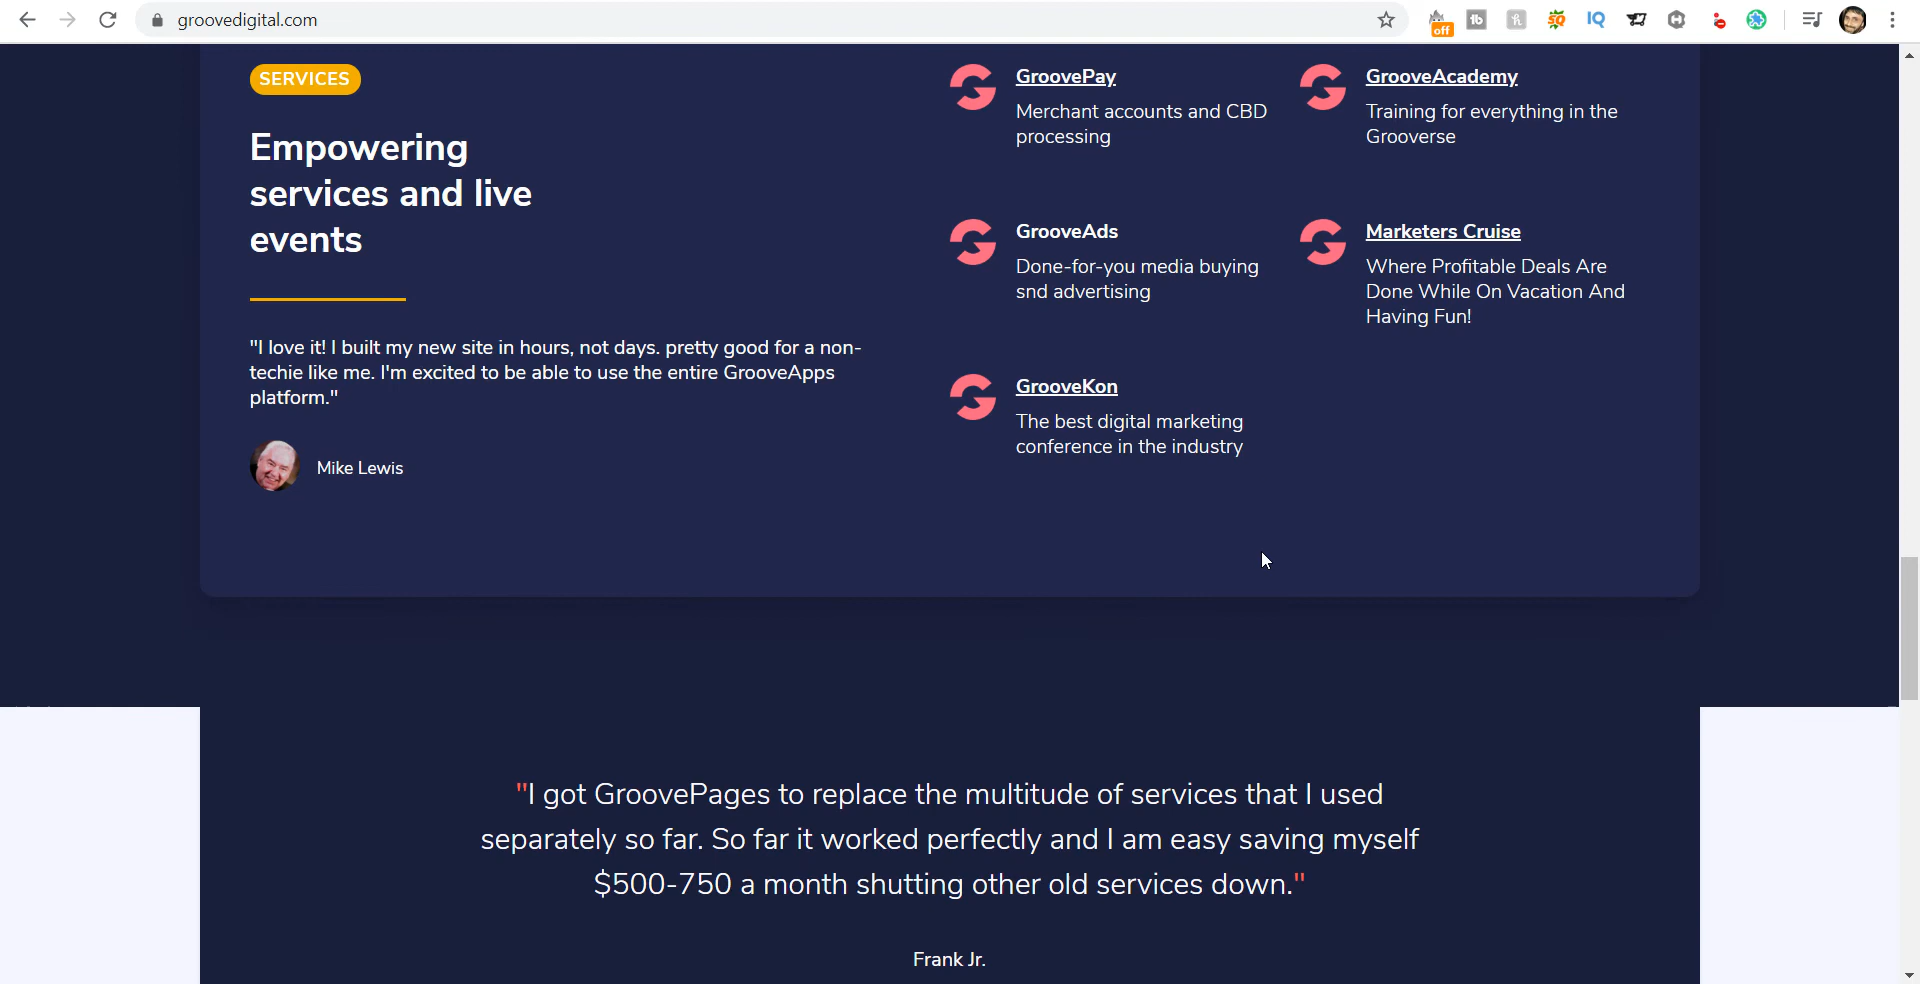 groovedigital.com
off
tb
h
SQ
IQ
SERVICES
Empowering
services and live
events
"I love it! I built my new site in hours, not days. pretty good for a non-
techie like me. I'm excited to be able to use the entire GrooveApps
platform."
Mike Lewis
GroovePay
Merchant accounts and CBD
processing
GrooveAcademy
Training for everything in the
Grooverse
GrooveAds
Done-for-you media buying
snd advertising
Marketers Cruise
Where Profitable Deals Are
Done While On Vacation And
Having Fun!
GrooveKon
The best digital marketing
conference in the industry
"I got GroovePages to replace the multitude of services that I used
separately so far. So far it worked perfectly and I am easy saving myself
$500-750 a month shutting other old services down."
Frank Jr.